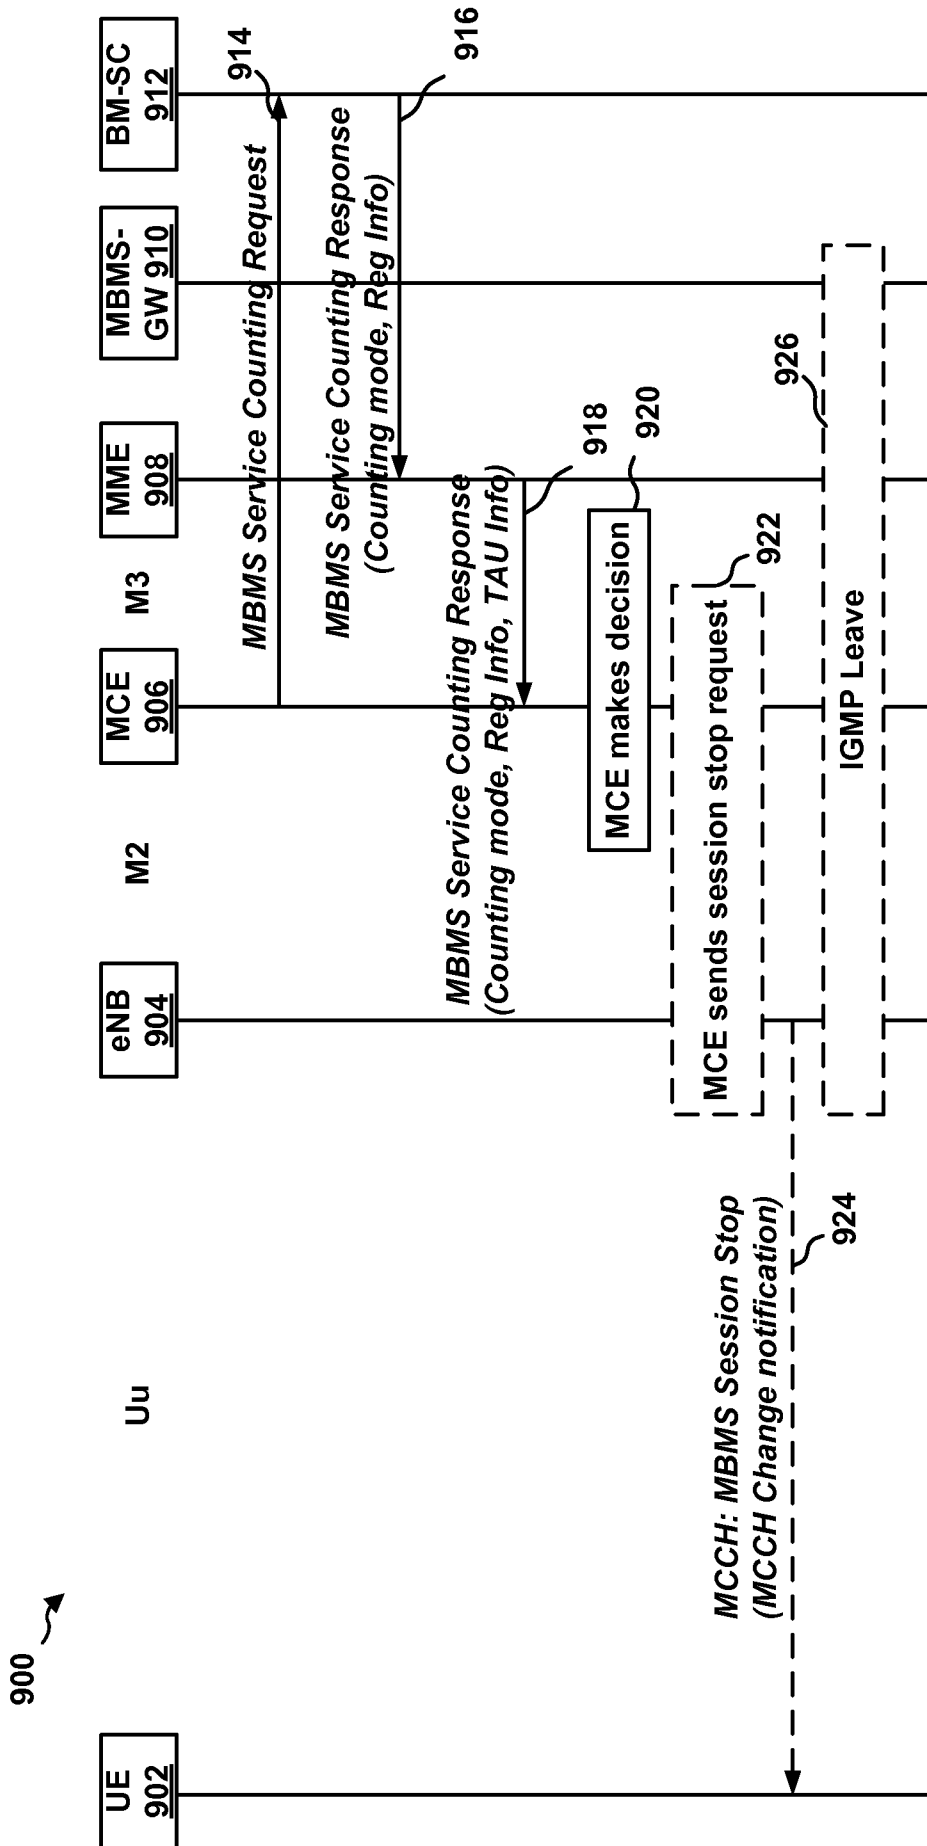 900
UE
902
Uu
eNB
904
M2
MCE
906
M3
MME
908
MBMS-
GW 910
BM-SC
912
MBMS Service Counting Request
914
MBMS Service Counting Response
(Counting mode, Reg Info)
916
MBMS Service Counting Response
(Counting mode, Reg Info, TAU Info)
918
MCE makes decision
920
MCE sends session stop request
922
MCCH: MBMS Session Stop
(MCCH Change notification)
924
IGMP Leave
926